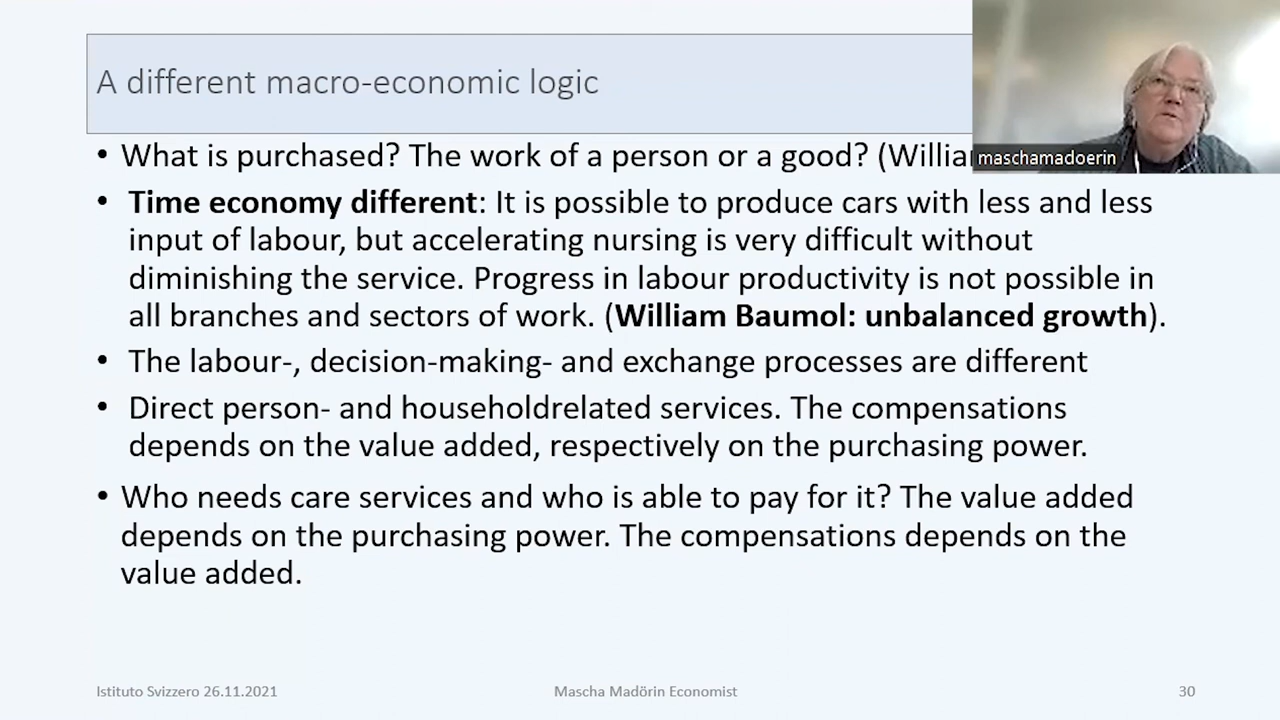 A different macro-economic logic
• What is purchased? The work of a person or a good? (Willia
maschamadoerin
• Time economy different: It is possible to produce cars with less and less
input of labour, but accelerating nursing is very difficult without
diminishing the service. Progress in labour productivity is not possible in
all branches and sectors of work. (William Baumol: unbalanced growth).
• The labour-, decision-making- and exchange processes are different
• Direct person- and householdrelated services. The compensations
depends on the value added, respectively on the purchasing power.
• Who needs care services and who is able to pay for it? The value added
depends on the purchasing power. The compensations depends on the
value added.
Istituto Svizzero 26.11.2021
Mascha Madörin Economist
30